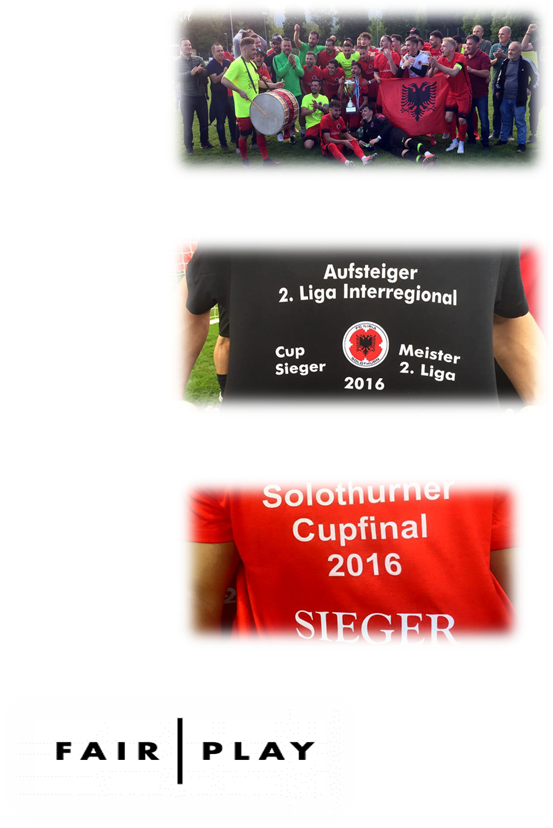 Aufsteiger
2. Liga Interregional
Cup
Sieger
Meister
2. Liga
2016
Solothurner
Cupfinal
2016
SIEGER
FAIR | PLAY